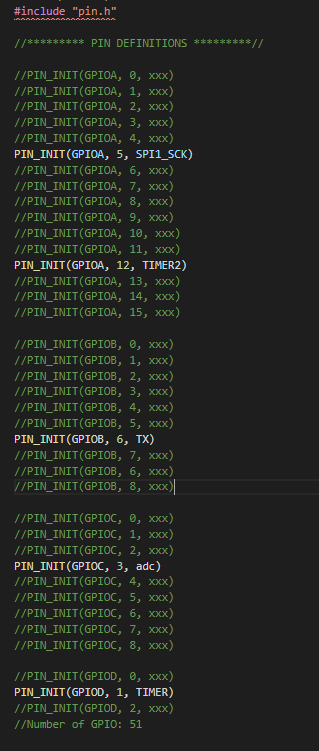 #include "pin.h"
//********* PIN DEFINITIONS *********//
//PIN_INIT(GPIOA, 0, xxx)
//PIN_INIT(GPIOA, 1, xxx)
//PIN_INIT(GPIOA, 2, xxx)
//PIN_INIT(GPIOA, 3, xxx)
//PIN_INIT(GPIOA, 4, xxx)
PIN_INIT(GPIOA, 5, SPI1_SCK)
//PIN_INIT(GPIOA, 6, xxx)
//PIN_INIT(GPIOA, 7, xxx)
//PIN_INIT(GPIOA, 8, xxx)
//PIN_INIT(GPIOA, 9, xxx)
//PIN_INIT(GPIOA, 10, xxx)
//PIN_INIT(GPIOA, 11, xxx)
PIN_INIT(GPIOA, 12, TIMER2)
//PIN_INIT(GPIOA, 13, xxx)
//PIN_INIT(GPIOA, 14, xxx)
//PIN_INIT(GPIOA, 15, xxx)
//PIN_INIT(GPIOB, 0, xxx)
//PIN_INIT(GPIOB, 1, xxx)
//PIN_INIT(GPIOB, 2, xxx)
//PIN_INIT(GPIOB, 3, xxx)
//PIN_INIT(GPIOB, 4, xxx)
//PIN_INIT(GPIOB, 5, xxx)
PIN_INIT(GPIOB, 6, TX)
//PIN_INIT(GPIOB, 7, xxx)
//PIN_INIT(GPIOB, 6, xxx)
//PIN_INIT(GPIOB, 8, xxx)
//PIN_INIT(GPIOC, 0, xxx)
//PIN_INIT(GPIOC, 1, xxx)
//PIN_INIT(GPIOC, 2, xxx)
PIN_INIT(GPIOC, 3, adc)
//PIN_INIT(GPIOC, 4, xxx)
//PIN_INIT(GPIOC, 5, xxx)
//PIN_INIT(GPIOC, 6, xxx)
//PIN_INIT(GPIOC, 7, xxx)
//PIN_INIT(GPIOC, 8, xxx)
//PIN_INIT(GPIOD, 0, xxx)
PIN_INIT(GPIOD, 1, TIMER)
//PIN_INIT(GPIOD, 2, xxx)
//Number of GPIO: 51